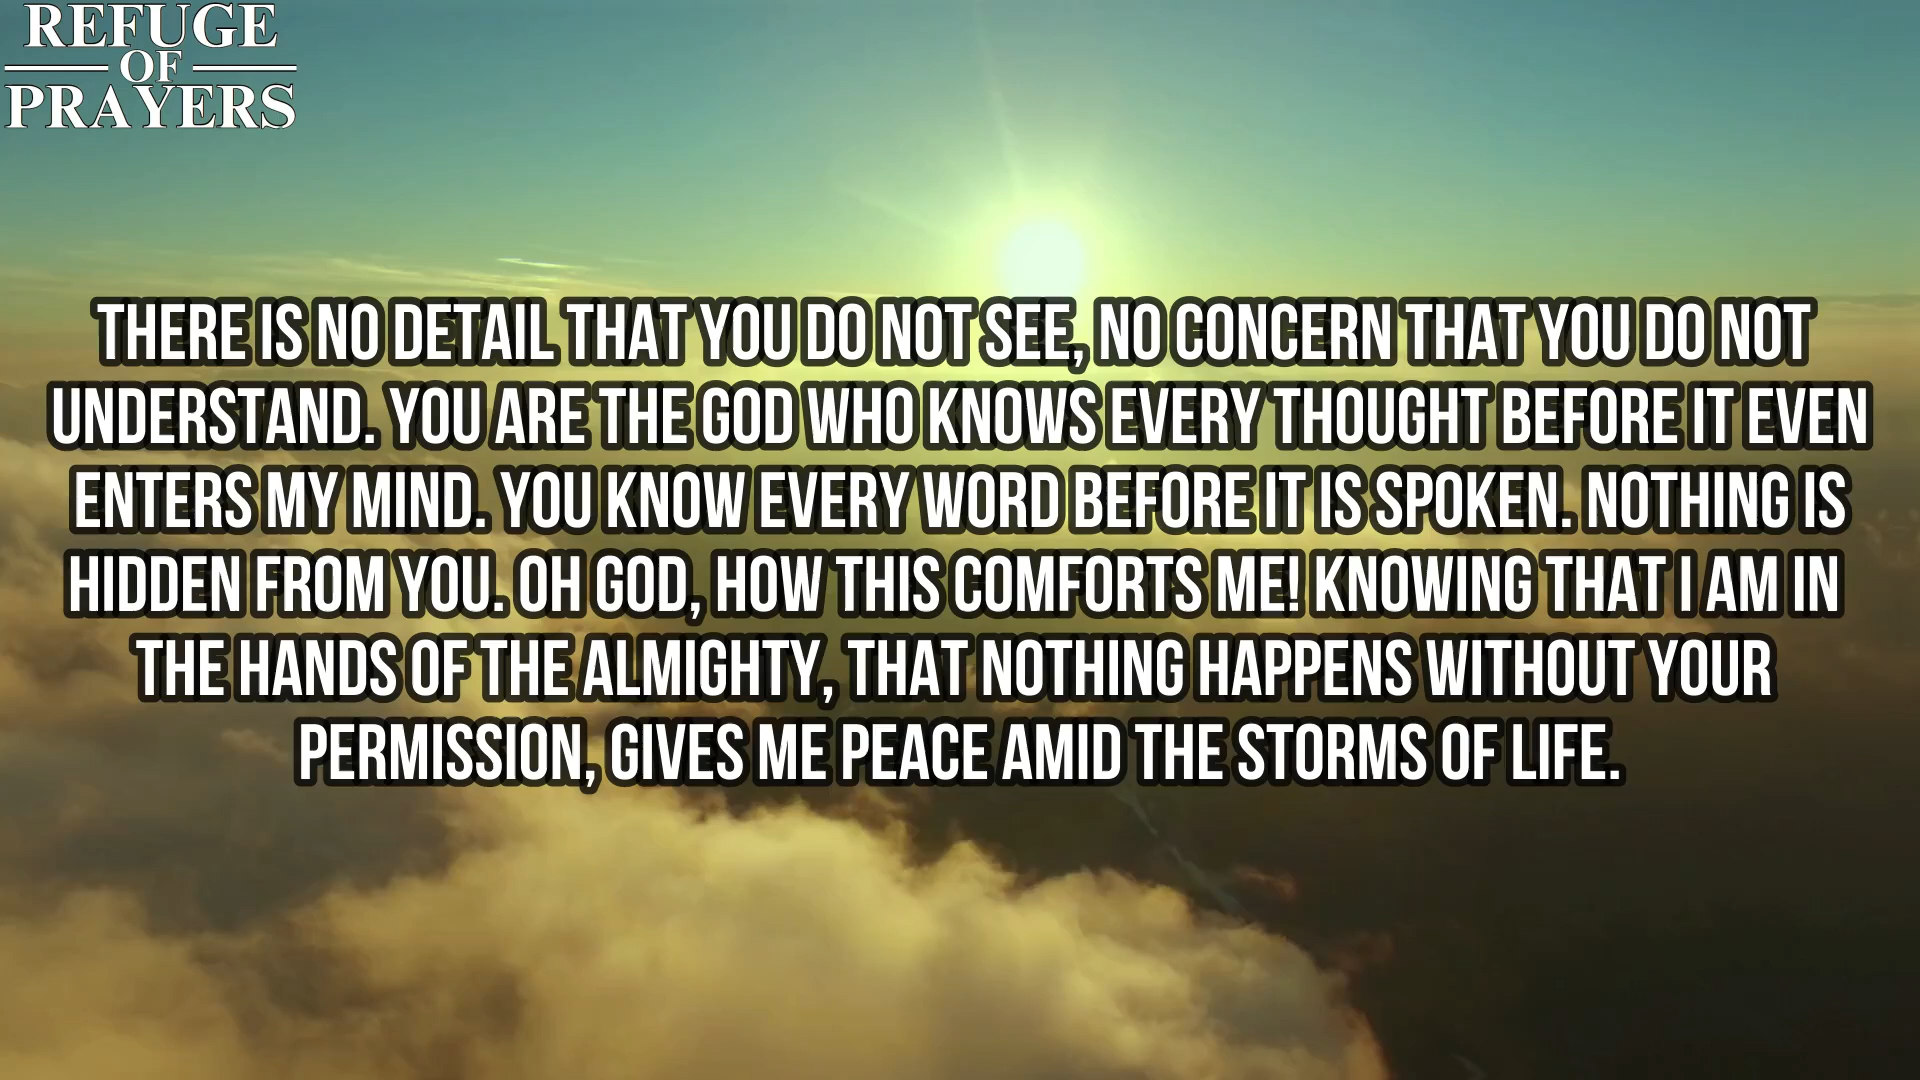 REFUGE
OF
PRAYERS
THERE IS NO DETAIL THAT YOU DO NOT SEE, NO CONCERN THAT YOU DO NOT
UNDERSTAND. YOU ARE THE GOD WHO KNOWS EVERY THOUGHT BEFORE IT EVEN
ENTERS MY MIND. YOU KNOW EVERY WORD BEFORE IT IS SPOKEN. NOTHING IS
HIDDEN FROM YOU. OH GOD, HOW THIS COMFORTS ME! KNOWING THAT I AM IN
THE HANDS OF THE ALMIGHTY, THAT NOTHING HAPPENS WITHOUT YOUR
PERMISSION, GIVES ME PEACE AMID THE STORMS OF LIFE.